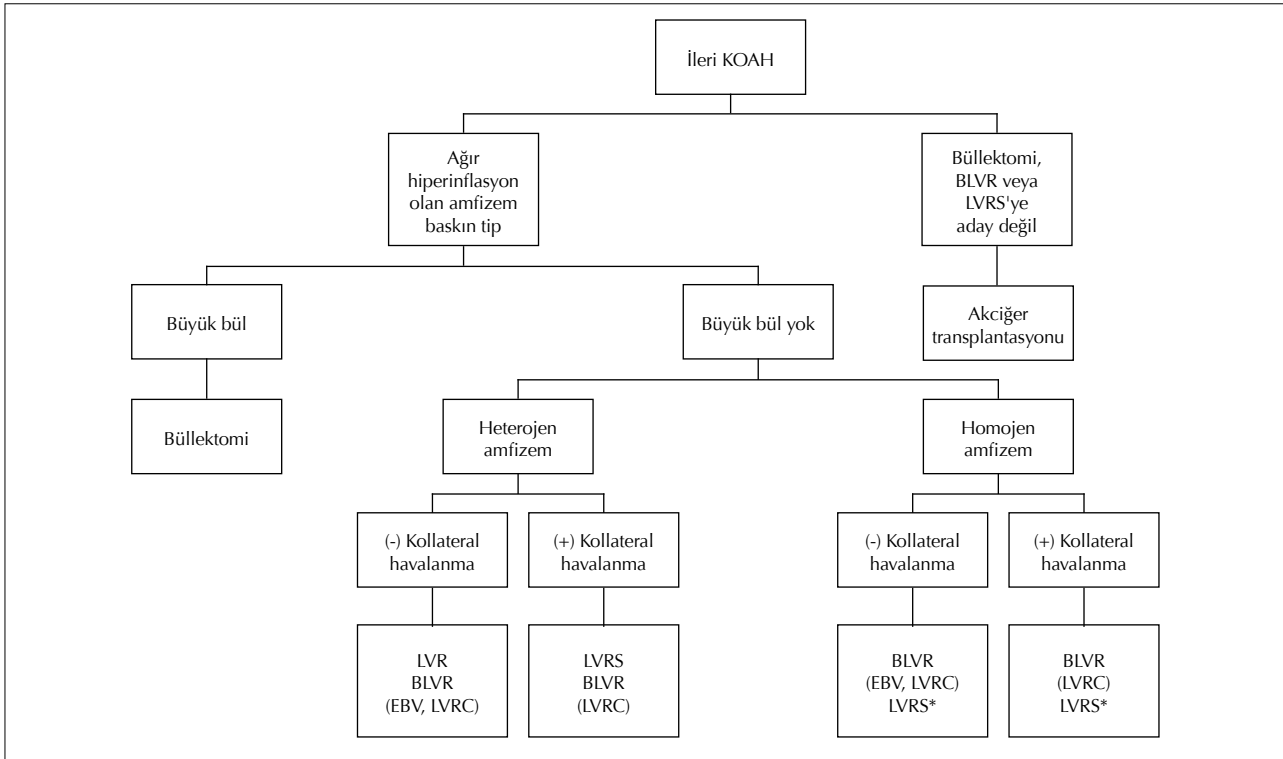 İleri KOAH
Ağır
hiperinflasyon
olan amfizem
baskın tip
Büllektomi,
BLVR veya
LVRS'ye
aday değil
Büyük bül
Büyük bül yok
Akciğer
transplantasyonu
Büllektomi
Heterojen
amfizem
Homojen
amfizem
(-) Kollateral
havalanma
(+) Kollateral
havalanma
(-) Kollateral
havalanma
(+) Kollateral
havalanma
LVR
BLVR
(EBV, LVRC)
LVRS
BLVR
(LVRC)
BLVR
(EBV, LVRC)
LVRS*
BLVR
(LVRC)
LVRS*